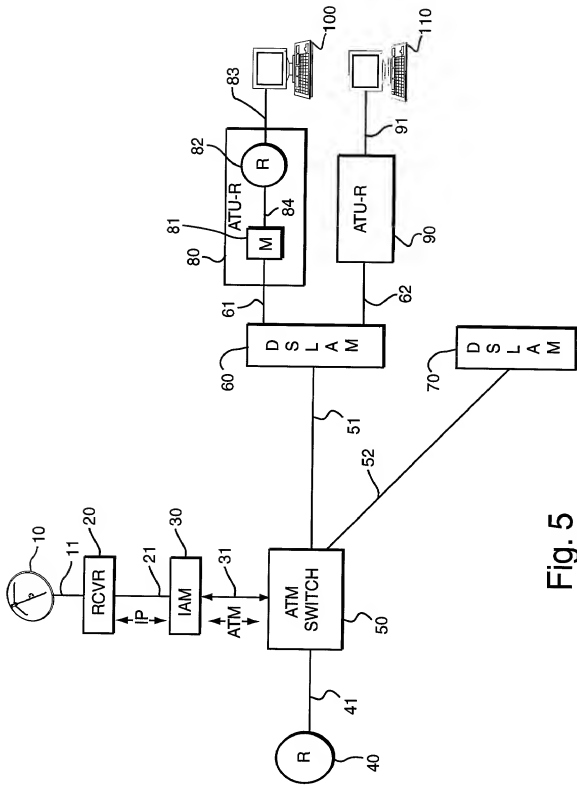 10
11
20
RCVR
IP
21
30
IAM
ATM
31
R
40
41
ATM
SWITCH
50
51
52
60
D
S
L
A
M
70
D
S
L
A
M
61
62
80
81
M
84
ATU-R
82
R
83
100
ATU-R
90
91
110
Fig. 5